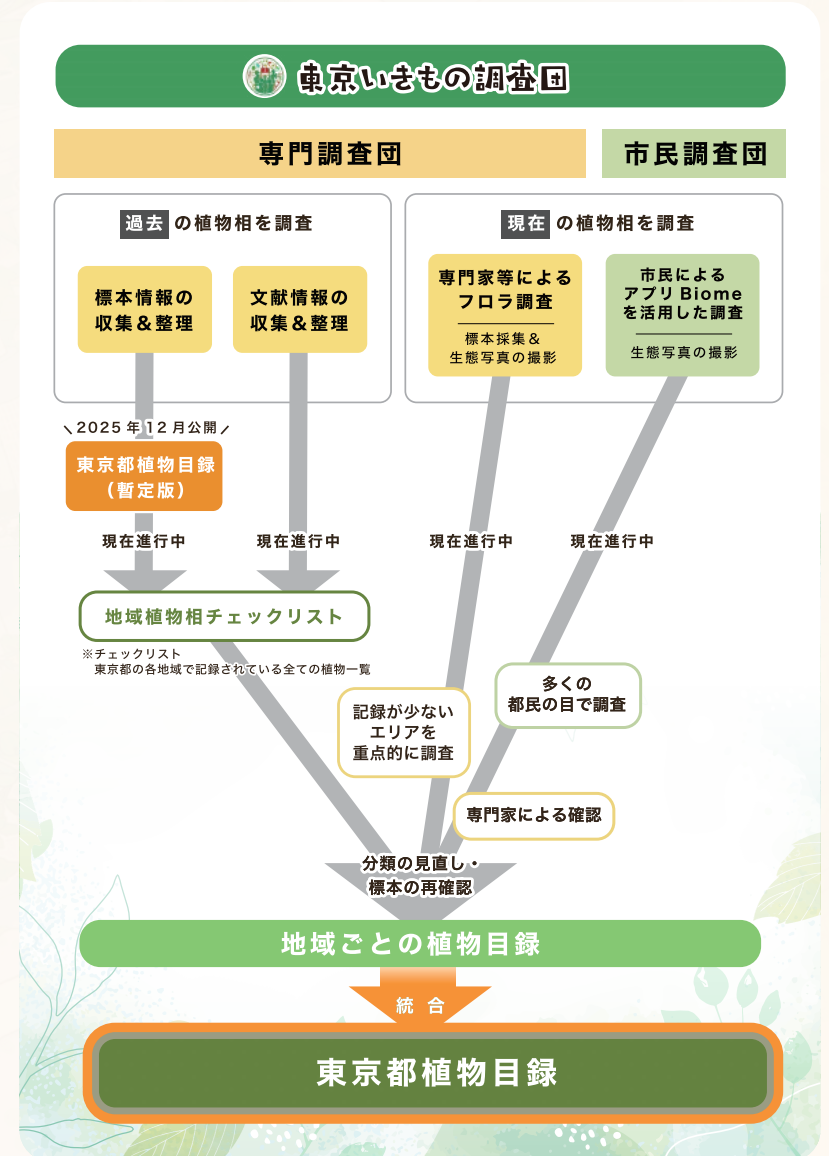 東京いきもの調査団
専門調査団
市民調査団
過去 の植物相を調査
現在 の植物相を調査
標本情報の
収集＆整理
文献情報の
収集＆整理
専門家等による
フロラ調査
標本採集＆
生態写真の撮影
市民による
アプリBiome
を活用した調査
生態写真の撮影
＼2025年12月公開／
東京都植物目録
（暫定版）
現在進行中
現在進行中
現在進行中
現在進行中
地域植物相チェックリスト
※チェックリスト
東京都の各地域で記録されている全ての植物一覧
多くの
都民の目で調査
記録が少ない
エリアを
重点的に調査
専門家による確認
分類の見直し・
標本の再確認
地域ごとの植物目録
統合
東京都植物目録